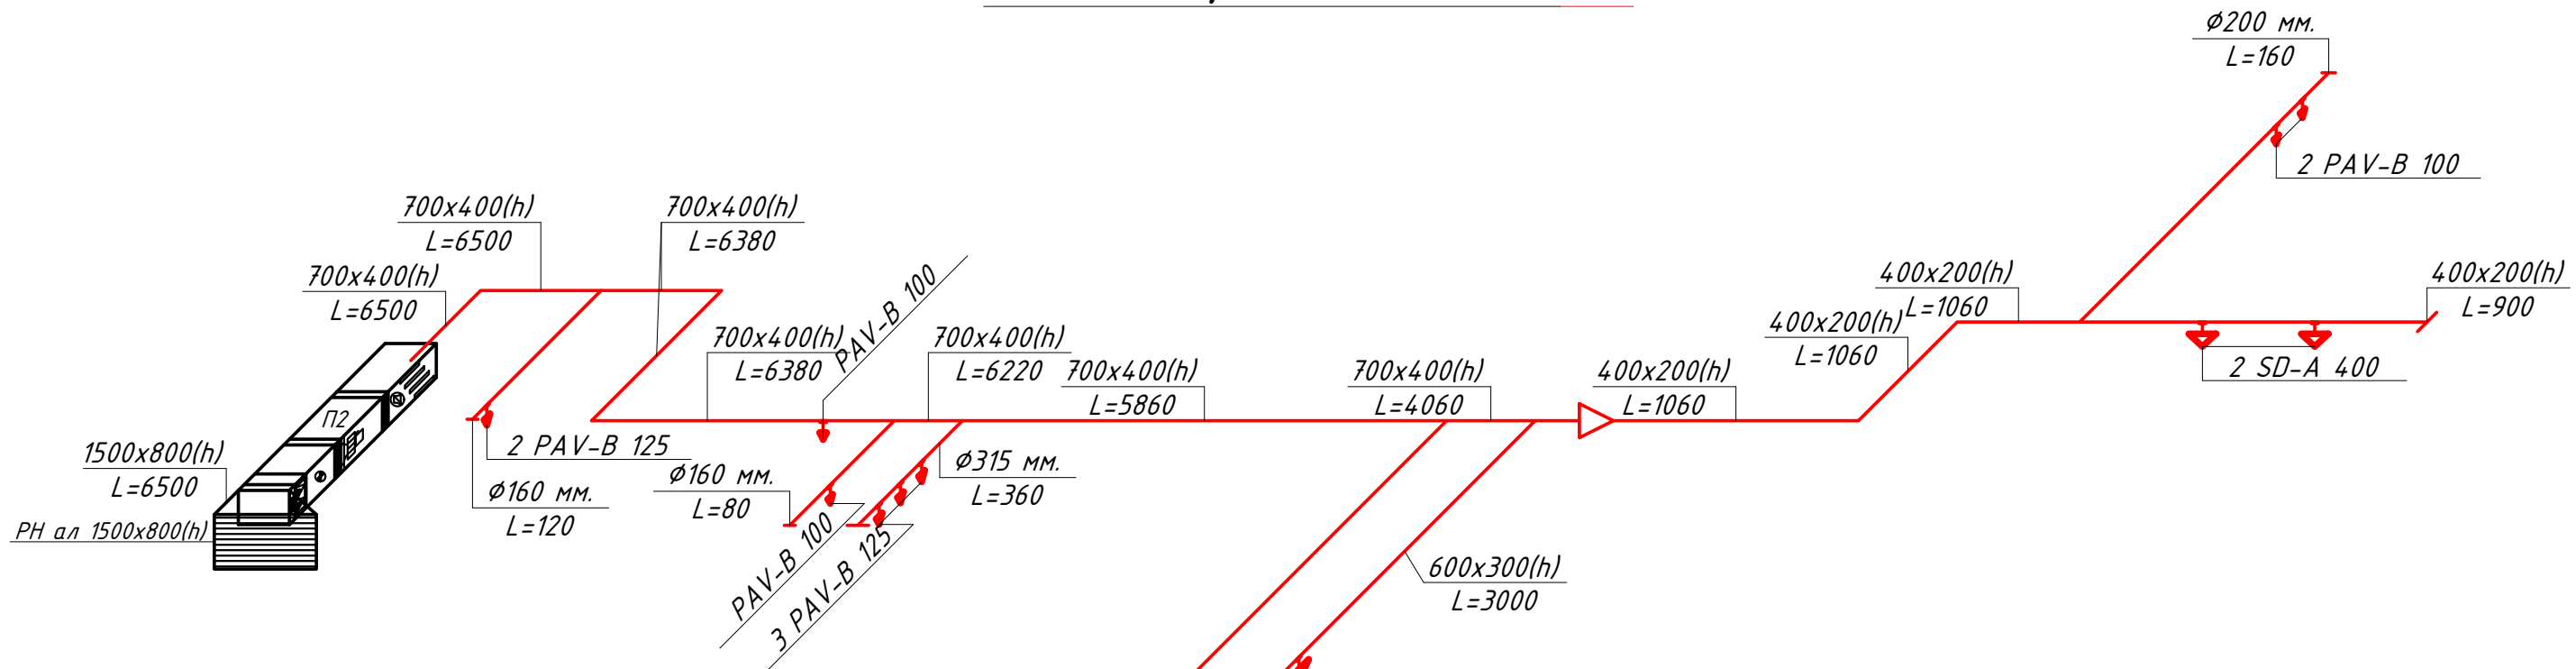 Ø200 мм.
L=160
2 PAV-B 100
700x400(h)
L=6500
700x400(h)
L=6380
700x400(h)
L=6500
PAV-B 100
400x200(h)
L=1060
400x200(h)
L=900
400x200(h)
L=1060
700x400(h)
L=6380
700x400(h)
L=6220
700x400(h)
L=5860
700x400(h)
L=4060
400x200(h)
L=1060
2 SD-A 400
П2
1500x800(h)
L=6500
2 PAV-B 125
Ø160 мм.
L=120
Ø160 мм.
L=80
Ø315 мм.
L=360
РН ал 1500x800(h)
PAV-B 100
3 PAV-B 125
600x300(h)
L=3000